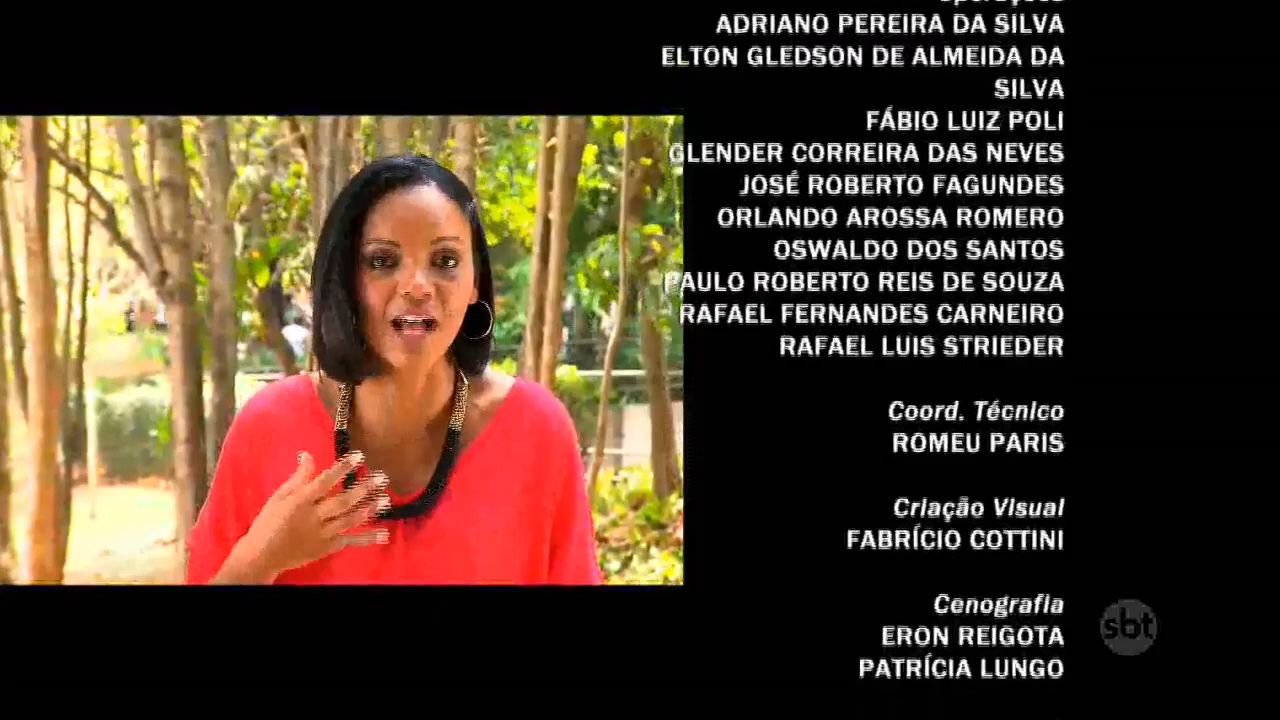 Operações
ADRIANO PEREIRA DA SILVA
ELTON GLEDSON DE ALMEIDA DA
SILVA
FÁBIO LUIZ POLI
GLENDER CORREIRA DAS NEVES
JOSÉ ROBERTO FAGUNDES
ORLANDO AROSSA ROMERO
OSWALDO DOS SANTOS
PAULO ROBERTO REIS DE SOUZA
RAFAEL FERNANDES CARNEIRO
RAFAEL LUIS STRIEDER
Coord. Técnico
ROMEU PARIS
Criação Visual
FABRÍCIO COTTINI
Cenografia
ERON REIGOTA
PATRÍCIA LUNGO
sbt